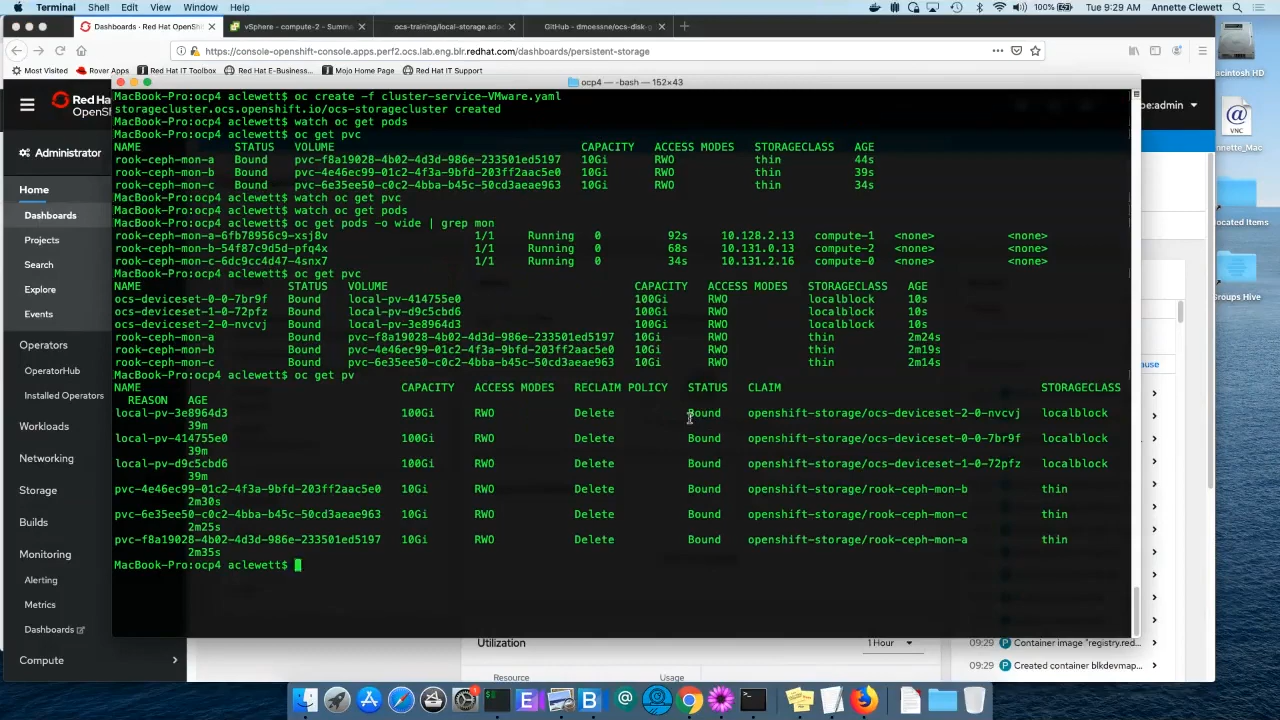 Terminal Shell Edit View Window Help 100% Tue 9:29 AM Annette Clewett
Dashboards · Red Hat OpenShi vSphere – compute-2 – Summa ocs-training/local-storage.adoc GitHub – dmoessne/ocs-disk-g
https://console-openshift-console.apps.perf2.ocs.lab.eng.blr.redhat.com/dashboards/persistent-storage
Most Visited Rover Apps Red Hat IT Toolbox Red Hat E-Business... Mojo Home Page Red Hat IT Support
ocp4 — -bash — 152×43
MacBook-Pro:ocp4 aclewett$ oc create -f cluster-service-VMware.yaml
storagecluster.ocs.openshift.io/ocs-storagecluster created
MacBook-Pro:ocp4 aclewett$ watch oc get pods
MacBook-Pro:ocp4 aclewett$ oc get pvc
NAME STATUS VOLUME CAPACITY ACCESS MODES STORAGECLASS AGE
rook-ceph-mon-a Bound pvc-f8a19028-4b02-4d3d-986e-233501ed5197 10Gi RWO thin 44s
rook-ceph-mon-b Bound pvc-4e46ec99-01c2-4f3a-9bfd-203ff2aac5e0 10Gi RWO thin 39s
rook-ceph-mon-c Bound pvc-6e35ee50-c0c2-4bba-b45c-50cd3aeae963 10Gi RWO thin 34s
MacBook-Pro:ocp4 aclewett$ watch oc get pvc
MacBook-Pro:ocp4 aclewett$ watch oc get pods
MacBook-Pro:ocp4 aclewett$ oc get pods -o wide | grep mon
rook-ceph-mon-a-6fb78956c9-xsj8v 1/1 Running 0 92s 10.128.2.13 compute-1 <none> <none>
rook-ceph-mon-b-54f87c9d5d-pfq4x 1/1 Running 0 68s 10.131.0.13 compute-2 <none> <none>
rook-ceph-mon-c-6dc9cc4d47-4snx7 1/1 Running 0 34s 10.131.2.16 compute-0 <none> <none>
MacBook-Pro:ocp4 aclewett$ oc get pvc
NAME STATUS VOLUME CAPACITY ACCESS MODES STORAGECLASS AGE
ocs-deviceset-0-0-7br9f Bound local-pv-414755e0 100Gi RWO localblock 10s
ocs-deviceset-1-0-72pfz Bound local-pv-d9c5cbd6 100Gi RWO localblock 10s
ocs-deviceset-2-0-nvcvj Bound local-pv-3e8964d3 100Gi RWO localblock 10s
rook-ceph-mon-a Bound pvc-f8a19028-4b02-4d3d-986e-233501ed5197 10Gi RWO thin 2m24s
rook-ceph-mon-b Bound pvc-4e46ec99-01c2-4f3a-9bfd-203ff2aac5e0 10Gi RWO thin 2m19s
rook-ceph-mon-c Bound pvc-6e35ee50-c0c2-4bba-b45c-50cd3aeae963 10Gi RWO thin 2m14s
MacBook-Pro:ocp4 aclewett$ oc get pv
NAME CAPACITY ACCESS MODES RECLAIM POLICY STATUS CLAIM STORAGECLASS
REASON AGE
local-pv-3e8964d3 100Gi RWO Delete Bound openshift-storage/ocs-deviceset-2-0-nvcvj localblock
39m
local-pv-414755e0 100Gi RWO Delete Bound openshift-storage/ocs-deviceset-0-0-7br9f localblock
39m
local-pv-d9c5cbd6 100Gi RWO Delete Bound openshift-storage/ocs-deviceset-1-0-72pfz localblock
39m
pvc-4e46ec99-01c2-4f3a-9bfd-203ff2aac5e0 10Gi RWO Delete Bound openshift-storage/rook-ceph-mon-b thin
2m30s
pvc-6e35ee50-c0c2-4bba-b45c-50cd3aeae963 10Gi RWO Delete Bound openshift-storage/rook-ceph-mon-c thin
2m25s
pvc-f8a19028-4b02-4d3d-986e-233501ed5197 10Gi RWO Delete Bound openshift-storage/rook-ceph-mon-a thin
2m35s
MacBook-Pro:ocp4 aclewett$
Red
OpenSh
Administrator
Home
Dashboards
Projects
Search
Explore
Events
Operators
OperatorHub
Installed Operators
Workloads
Networking
Storage
Builds
Monitoring
Alerting
Metrics
Dashboards
Compute
be:admin
ause
Utilization 1 Hour
Resource Usage
09:29 P Container image "registry.red...
09:29 P Created container blkdevmap...
acintosh HD
VNC
nnette_Mac
ocated Items
Groups Hive